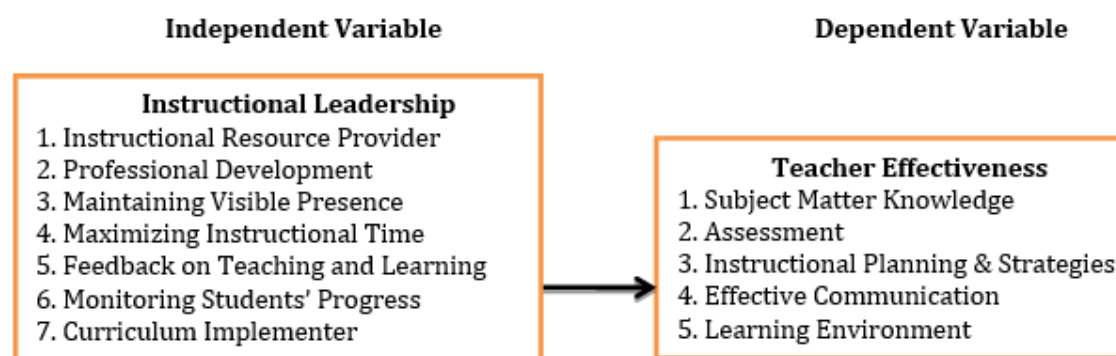 Independent Variable
Dependent Variable
Instructional Leadership
1. Instructional Resource Provider
2. Professional Development
3. Maintaining Visible Presence
4. Maximizing Instructional Time
5. Feedback on Teaching and Learning
6. Monitoring Students’ Progress
7. Curriculum Implementer
Teacher Effectiveness
1. Subject Matter Knowledge
2. Assessment
3. Instructional Planning & Strategies
4. Effective Communication
5. Learning Environment